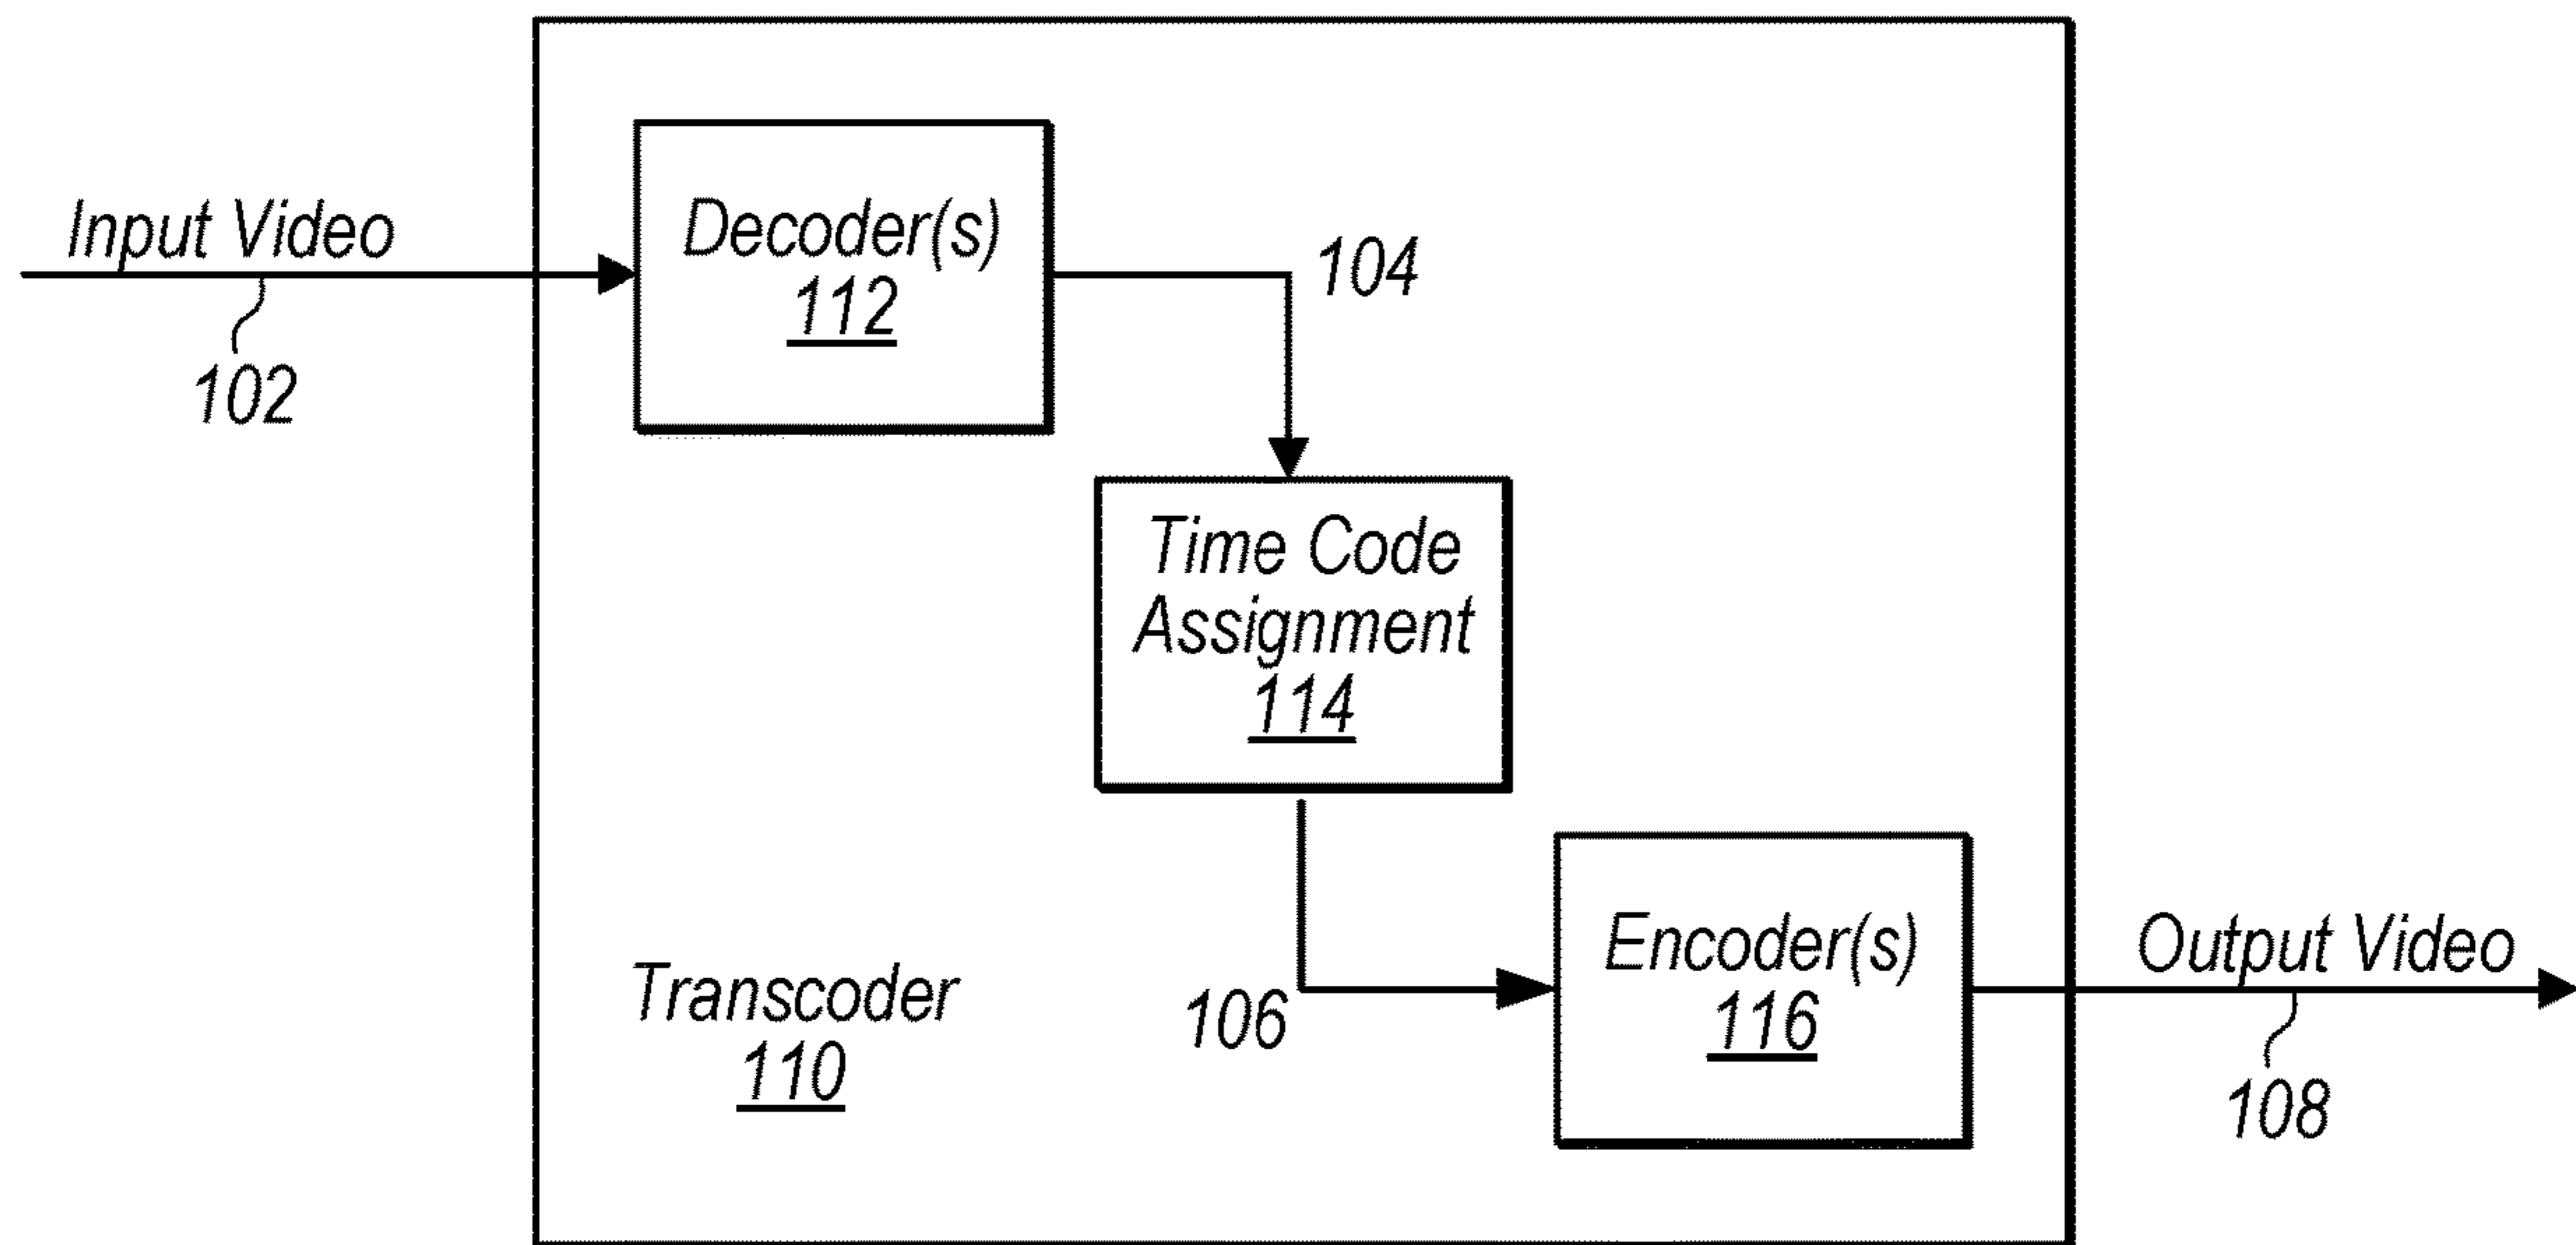 Input Video
102
Decoder(s)
112
104
Time Code
Assignment
114
106
Encoder(s)
116
Transcoder
110
Output Video
108